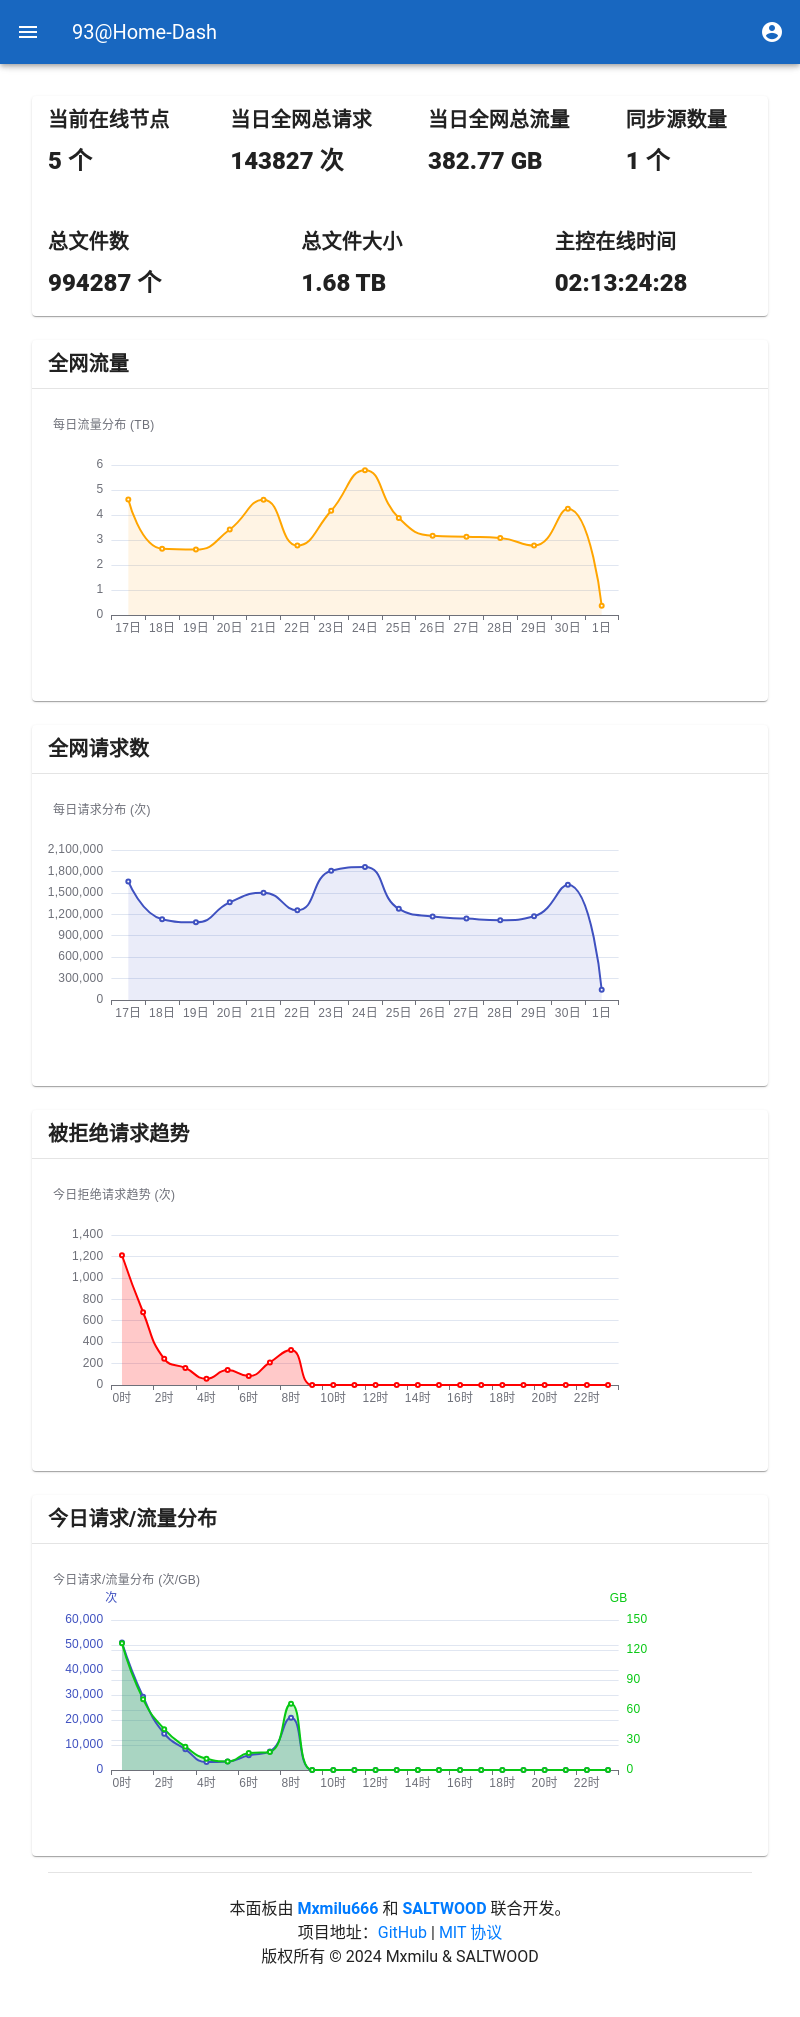 93@Home-Dash
当前在线节点 当日全网总请求 当日全网总流量 同步源数量
5 个 143827 次 382.77 GB 1 个
总文件数 总文件大小 主控在线时间
994287 个 1.68 TB 02:13:24:28
全网流量
每日流量分布 (TB)
6
5
4
3
2
1
0
17日 18日 19日 20日 21日 22日 23日 24日 25日 26日 27日 28日 29日 30日 1日
全网请求数
每日请求分布 (次)
2,100,000
1,800,000
1,500,000
1,200,000
900,000
600,000
300,000
0
17日 18日 19日 20日 21日 22日 23日 24日 25日 26日 27日 28日 29日 30日 1日
被拒绝请求趋势
今日拒绝请求趋势 (次)
1,400
1,200
1,000
800
600
400
200
0
0时 2时 4时 6时 8时 10时 12时 14时 16时 18时 20时 22时
今日请求/流量分布
今日请求/流量分布 (次/GB)
次 GB
60,000 150
50,000 120
40,000 90
30,000 60
20,000 30
10,000
0 0
0时 2时 4时 6时 8时 10时 12时 14时 16时 18时 20时 22时
本面板由 Mxmilu666 和 SALTWOOD 联合开发。
项目地址：GitHub | MIT 协议
版权所有 © 2024 Mxmilu & SALTWOOD